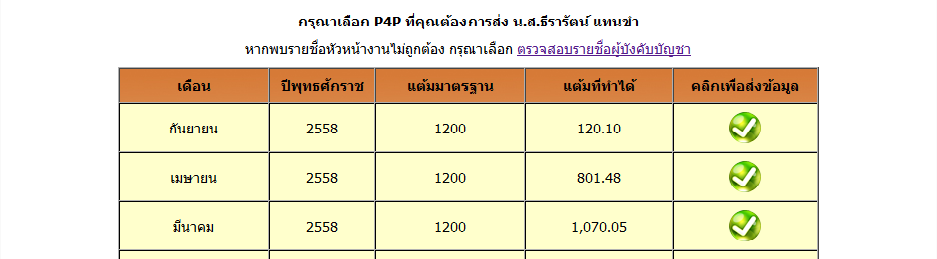 กรุณาเลือก P4P ที่คุณต้องการส่ง น.ส.ธีรารัตน์ แทนขำ
หากพบรายชื่อหัวหน้างานไม่ถูกต้อง กรุณาเลือก ตรวจสอบรายชื่อผู้บังคับบัญชา
เดือน ปีพุทธศักราช แต้มมาตรฐาน แต้มที่ทำได้ คลิกเพื่อส่งข้อมูล
กันยายน 2558 1200 120.10
เมษายน 2558 1200 801.48
มีนาคม 2558 1200 1,070.05